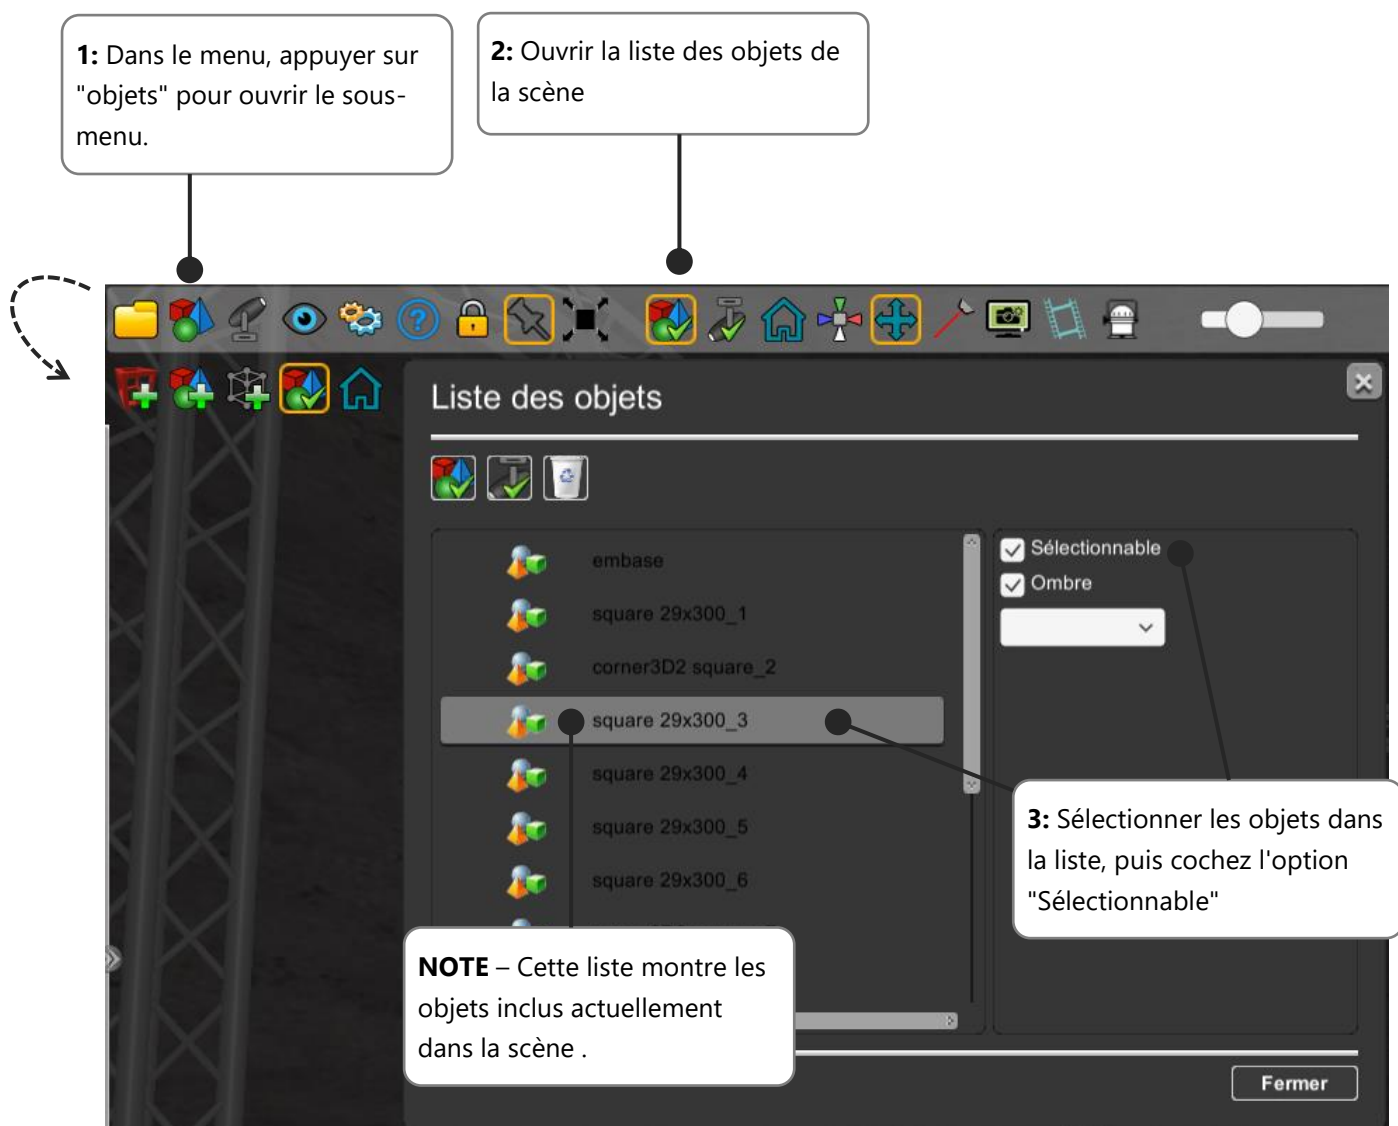 1: Dans le menu, appuyer sur
"objets" pour ouvrir le sous-
menu.
2: Ouvrir la liste des objets de
la scène
Liste des objets
embase
square 29x300_1
corner3D2 square_2
square 29x300_3
square 29x300_4
square 29x300_5
square 29x300_6
Sélectionnable
Ombre
3: Sélectionner les objets dans
la liste, puis cochez l'option
"Sélectionnable"
NOTE – Cette liste montre les
objets inclus actuellement
dans la scène .
Fermer